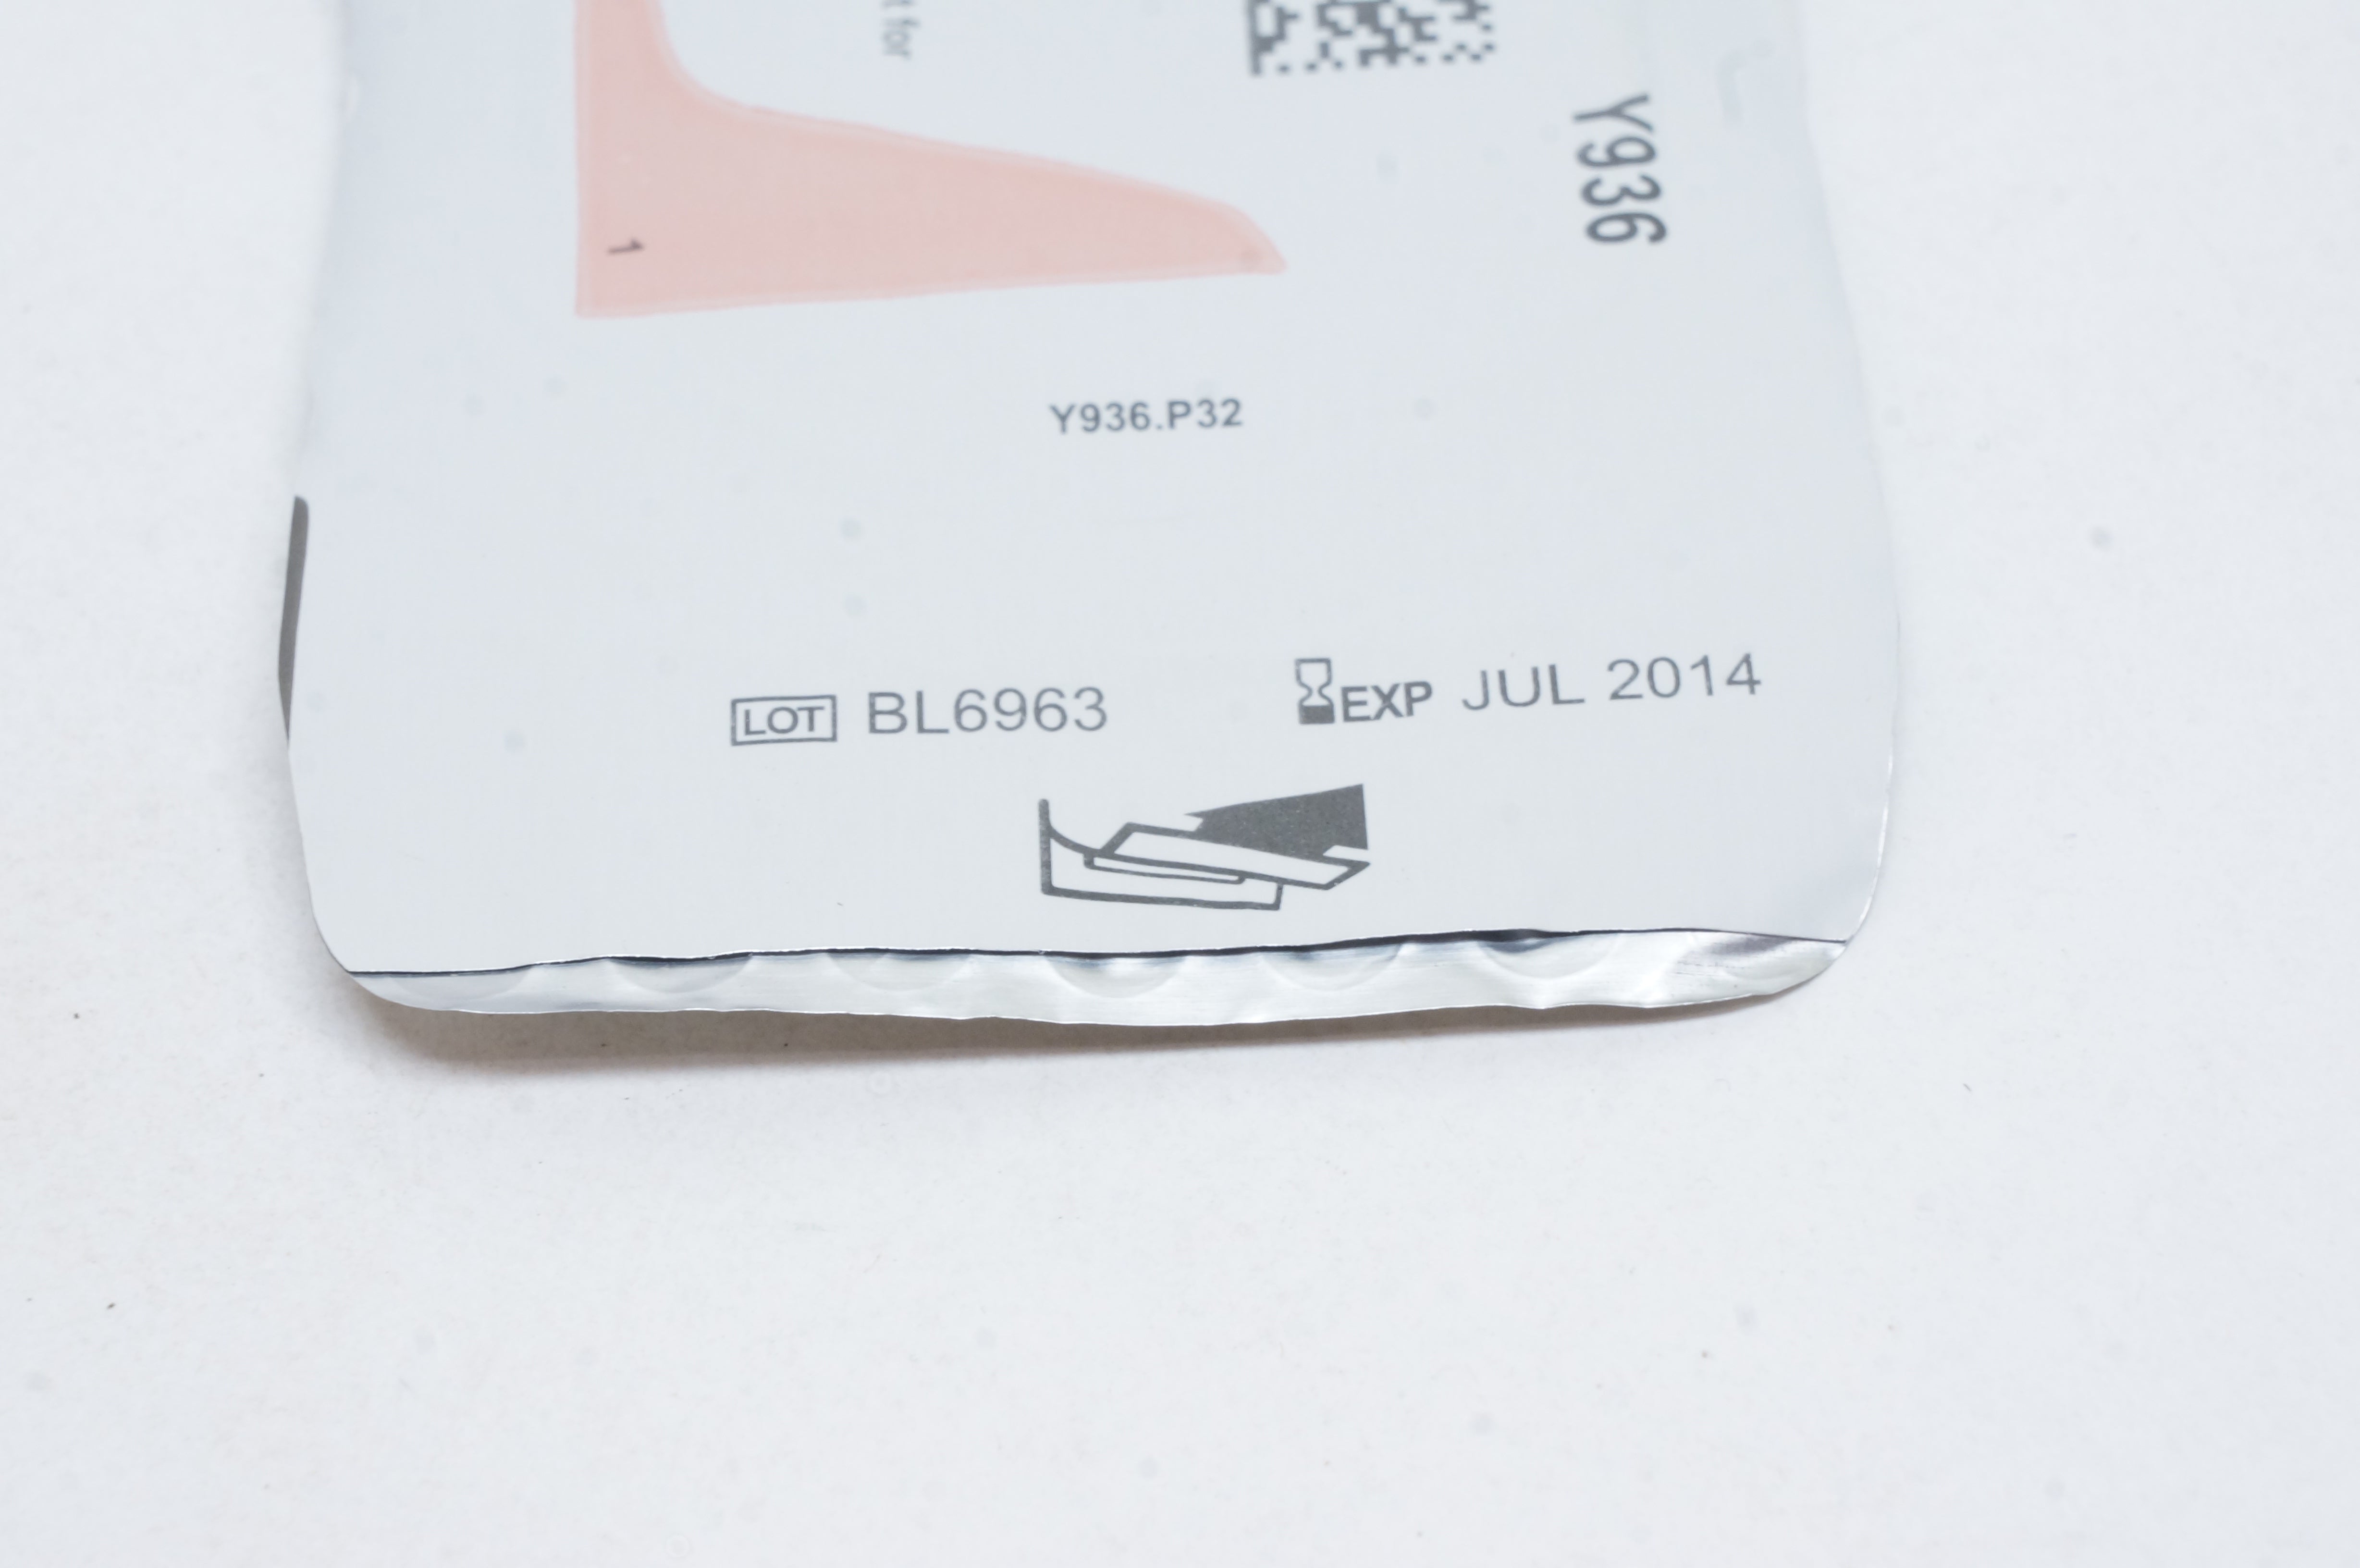 t for
Y936
1
Y936.P32
LOT BL6963
EXP JUL 2014